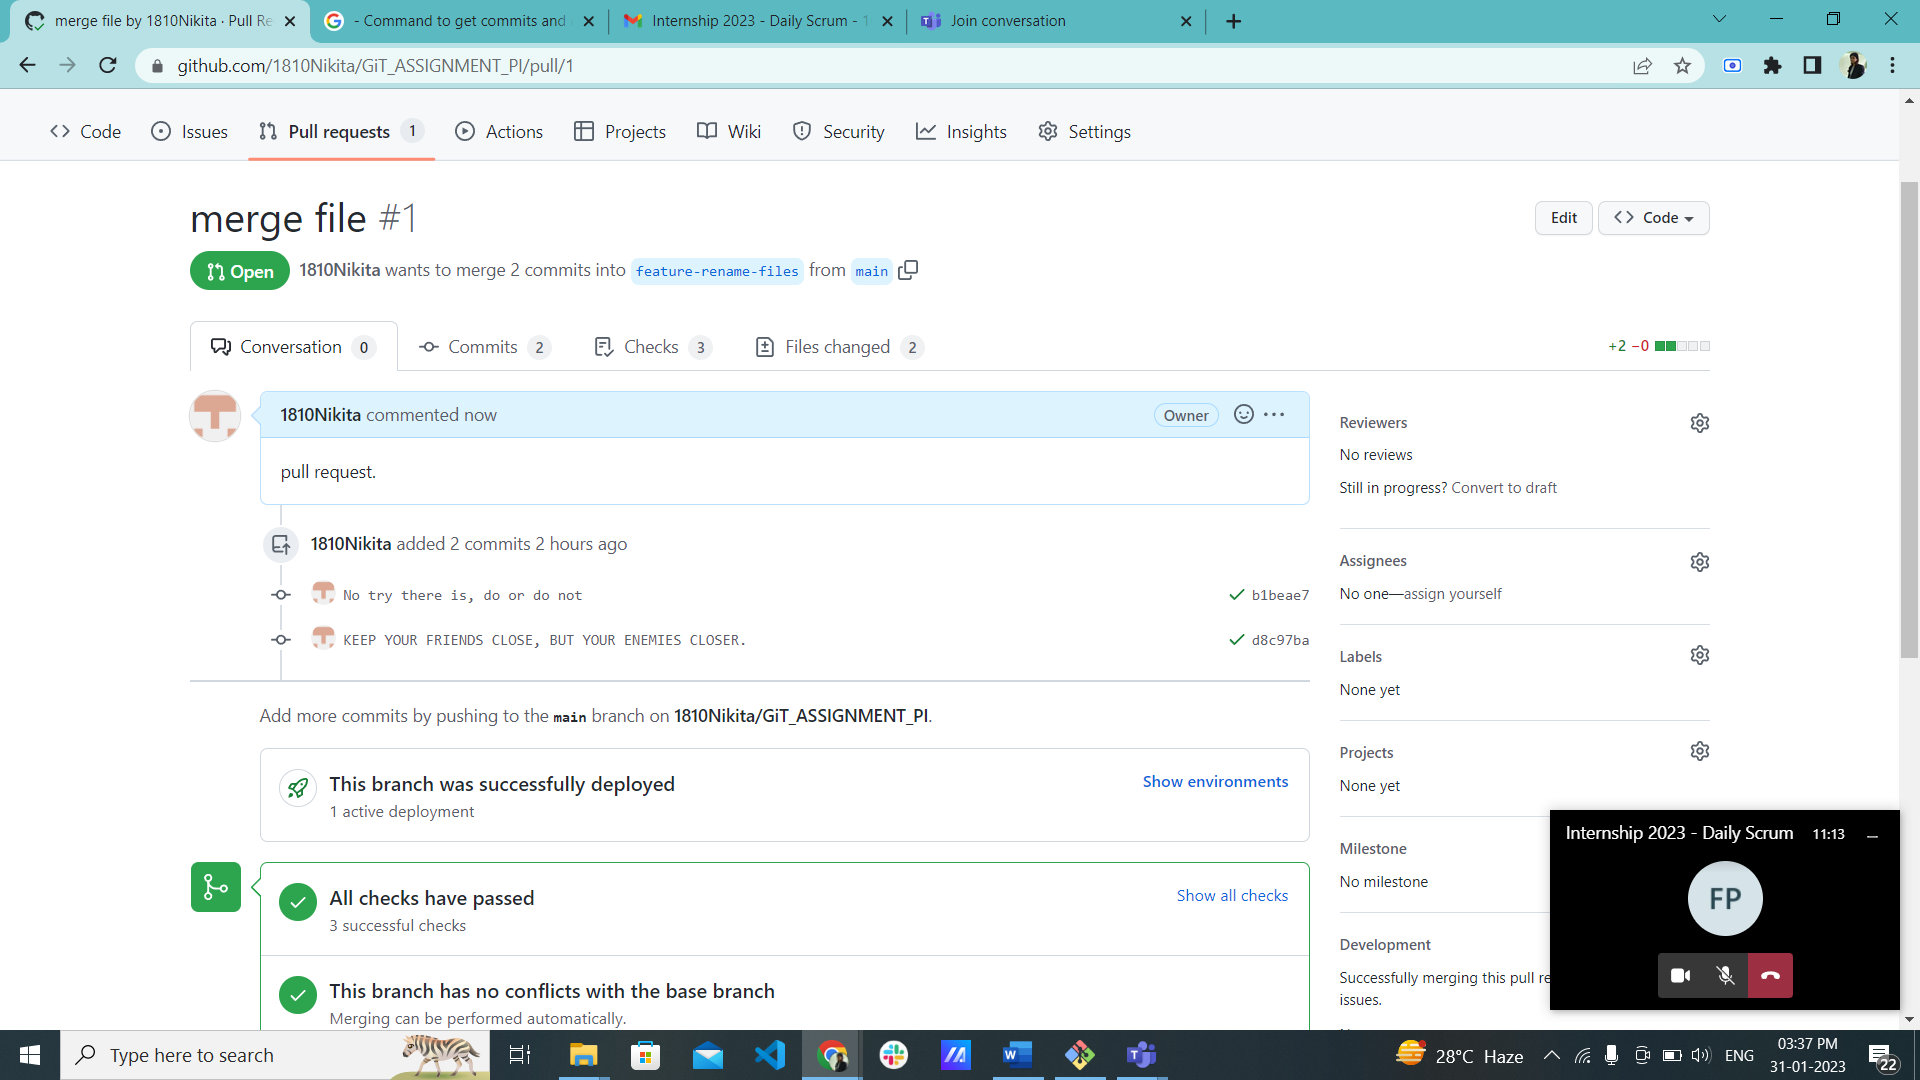 merge file by 1810Nikita · Pull Re
- Command to get commits and
Internship 2023 - Daily Scrum - 1
Join conversation
github.com/1810Nikita/GiT_ASSIGNMENT_PI/pull/1
Code
Issues
Pull requests 1
Actions
Projects
Wiki
Security
Insights
Settings
merge file #1
Edit
Code
Open
1810Nikita wants to merge 2 commits into feature-rename-files from main
Conversation 0
Commits 2
Checks 3
Files changed 2
+2 −0
1810Nikita commented now
Owner
pull request.
1810Nikita added 2 commits 2 hours ago
No try there is, do or do not
b1beae7
KEEP YOUR FRIENDS CLOSE, BUT YOUR ENEMIES CLOSER.
d8c97ba
Add more commits by pushing to the main branch on 1810Nikita/GiT_ASSIGNMENT_PI.
This branch was successfully deployed
1 active deployment
Show environments
All checks have passed
3 successful checks
Show all checks
This branch has no conflicts with the base branch
Merging can be performed automatically.
Reviewers
No reviews
Still in progress? Convert to draft
Assignees
No one—assign yourself
Labels
None yet
Projects
None yet
Milestone
No milestone
Development
Successfully merging this pull re
issues.
Internship 2023 - Daily Scrum 11:13
FP
Type here to search
28°C Haze
ENG
03:37 PM
31-01-2023
22